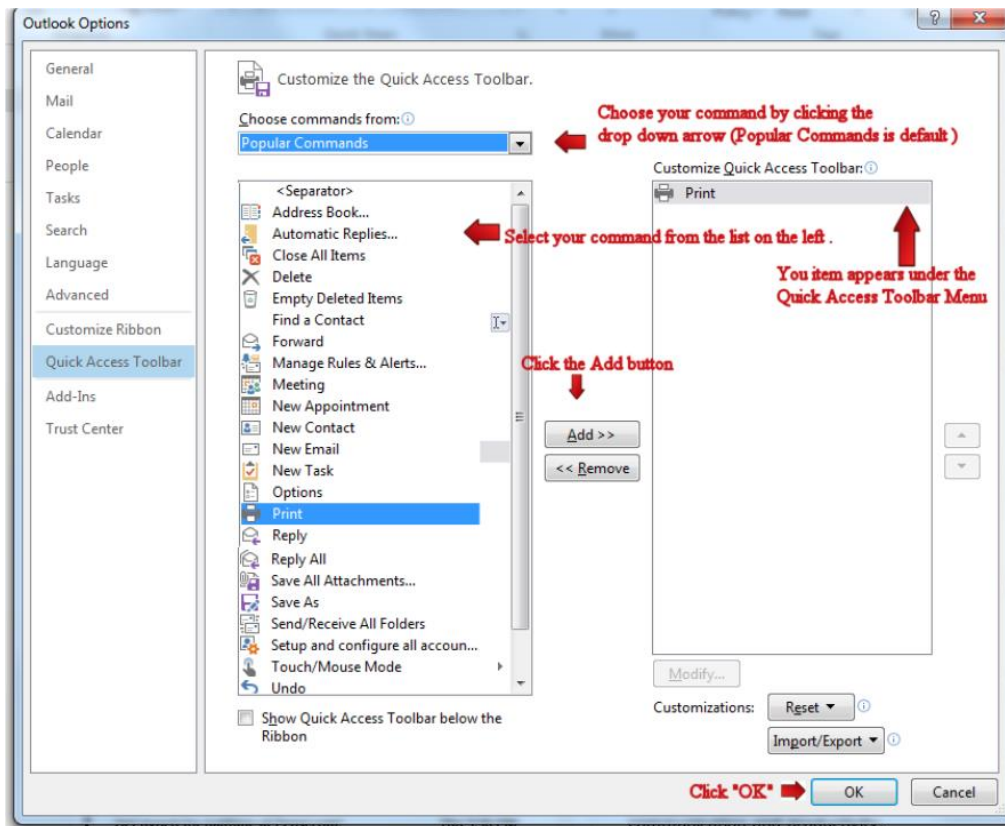 Outlook Options
General
Mail
Calendar
People
Tasks
Search
Language
Advanced
Customize Ribbon
Quick Access Toolbar
Add-Ins
Trust Center
Customize the Quick Access Toolbar.
Choose commands from:
Popular Commands
Choose your command by clicking the
drop down arrow (Popular Commands is default )
<Separator>
Address Book...
Automatic Replies...
Close All Items
Delete
Empty Deleted Items
Find a Contact
Forward
Manage Rules & Alerts...
Meeting
New Appointment
New Contact
New Email
New Task
Options
Print
Reply
Reply All
Save All Attachments...
Save As
Send/Receive All Folders
Setup and configure all accoun...
Touch/Mouse Mode
Undo
Select your command from the list on the left .
Click the Add button
Add >>
<< Remove
Customize Quick Access Toolbar:
Print
You item appears under the
Quick Access Toolbar Menu
Modify...
Customizations:
Reset
Import/Export
Show Quick Access Toolbar below the
Ribbon
Click "OK"
OK
Cancel